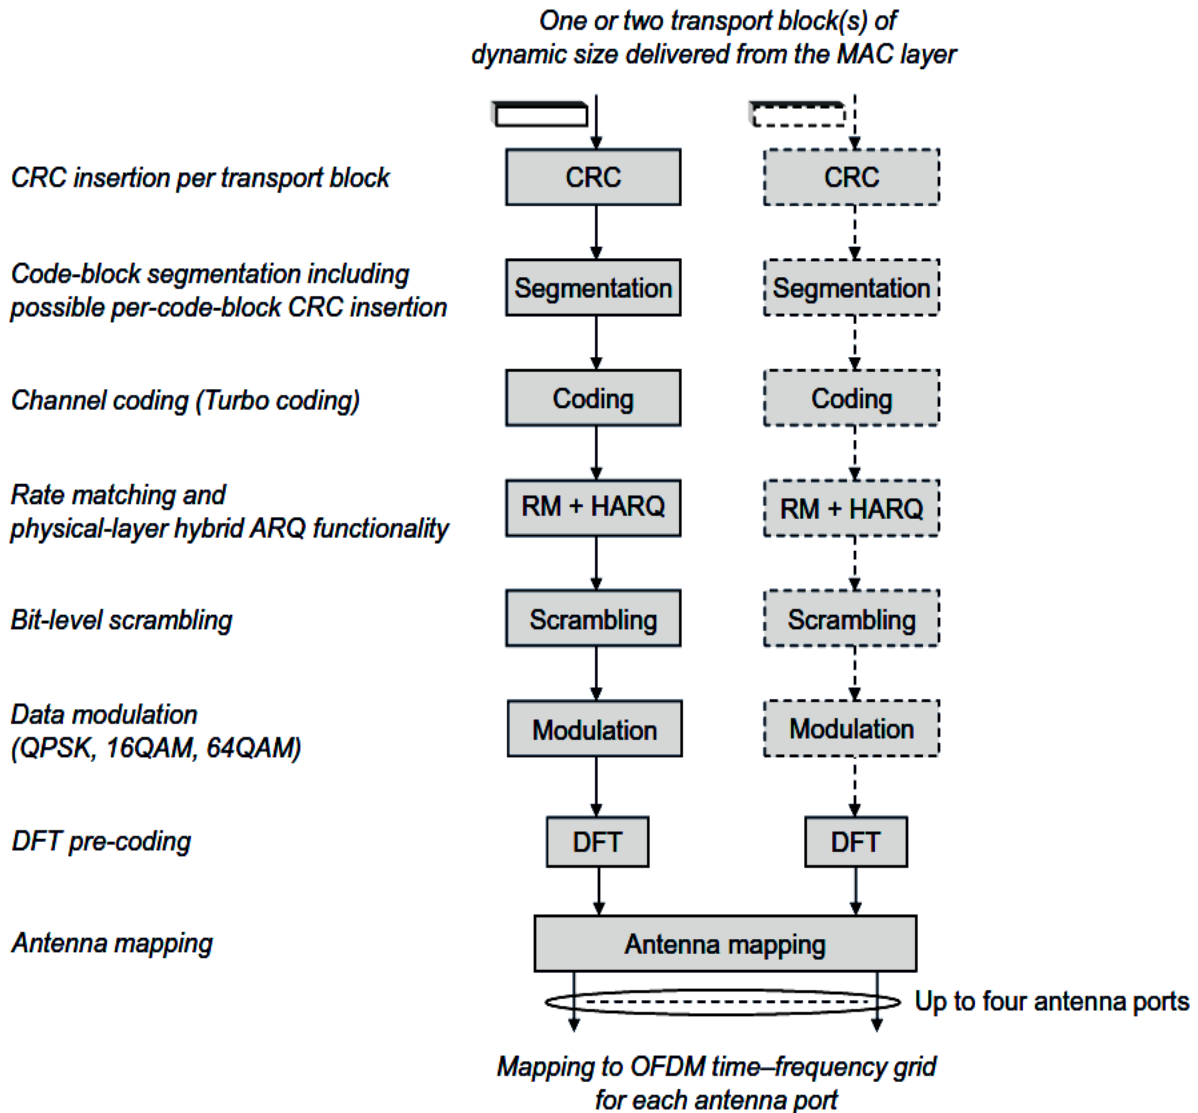 One or two transport block(s) of
dynamic size delivered from the MAC layer
CRC insertion per transport block
CRC
CRC
Code-block segmentation including
possible per-code-block CRC insertion
Segmentation
Segmentation
Channel coding (Turbo coding)
Coding
Coding
Rate matching and
physical-layer hybrid ARQ functionality
RM + HARQ
RM + HARQ
Bit-level scrambling
Scrambling
Scrambling
Data modulation
(QPSK, 16QAM, 64QAM)
Modulation
Modulation
DFT pre-coding
DFT
DFT
Antenna mapping
Antenna mapping
Up to four antenna ports
Mapping to OFDM time–frequency grid
for each antenna port